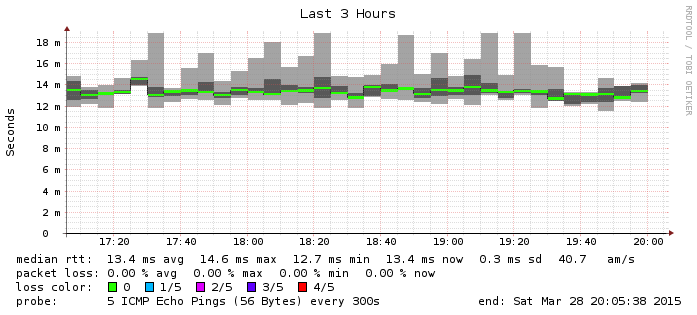 Last 3 Hours
RRDTOOL / TOBI OETIKER
Seconds
18 m
16 m
14 m
12 m
10 m
8 m
6 m
4 m
2 m
0
17:20 17:40 18:00 18:20 18:40 19:00 19:20 19:40 20:00
median rtt: 13.4 ms avg 14.6 ms max 12.7 ms min 13.4 ms now 0.3 ms sd 40.7 am/s
packet loss: 0.00 % avg 0.00 % max 0.00 % min 0.00 % now
loss color: 0 1/5 2/5 3/5 4/5
probe: 5 ICMP Echo Pings (56 Bytes) every 300s end: Sat Mar 28 20:05:38 2015